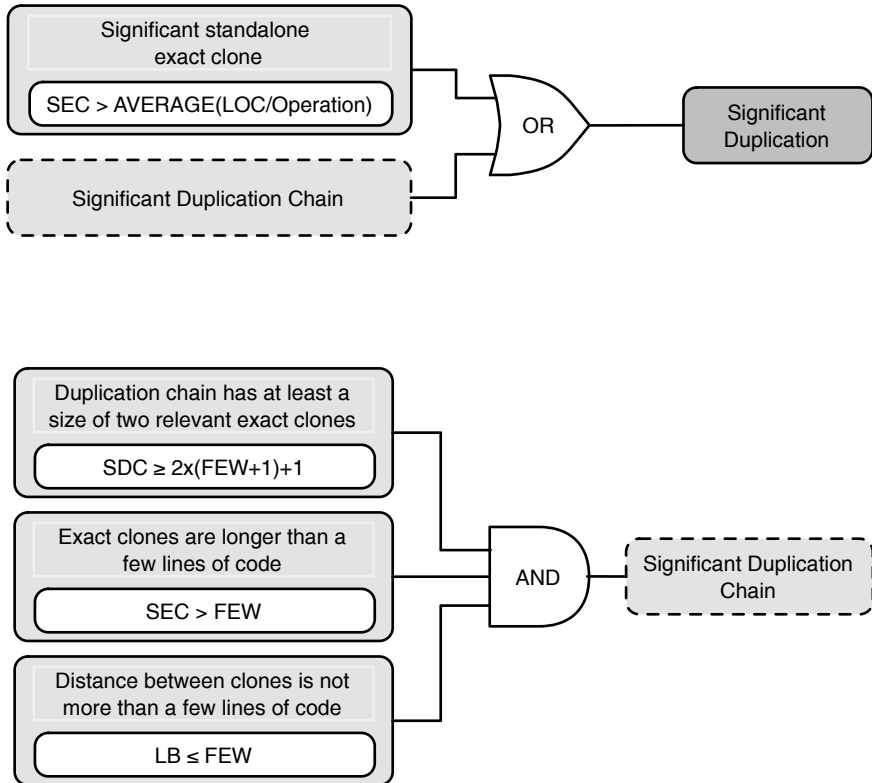 Significant standalone
exact clone
SEC > AVERAGE(LOC/Operation)
Significant Duplication Chain
OR
Significant
Duplication
Duplication chain has at least a
size of two relevant exact clones
SDC ≥ 2x(FEW+1)+1
Exact clones are longer than a
few lines of code
SEC > FEW
Distance between clones is not
more than a few lines of code
LB ≤ FEW
AND
Significant Duplication
Chain